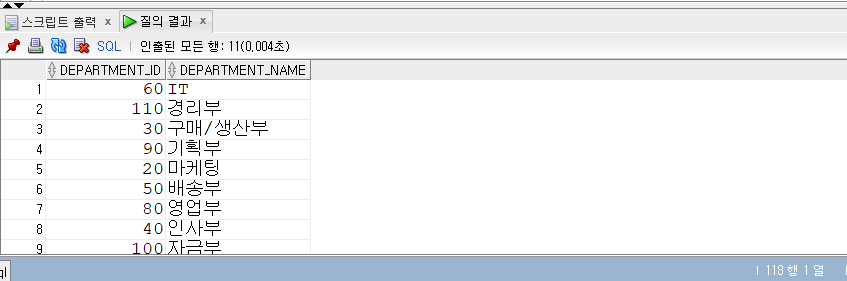 스크립트 출력 x 질의 결과 x
SQL | 인출된 모든 행: 11(0,004초)
DEPARTMENT_ID DEPARTMENT_NAME
1 60 IT
2 110 경리부
3 30 구매/생산부
4 90 기획부
5 20 마케팅
6 50 배송부
7 80 영업부
8 40 인사부
9 100 자금부
ql | 118 행 1 열